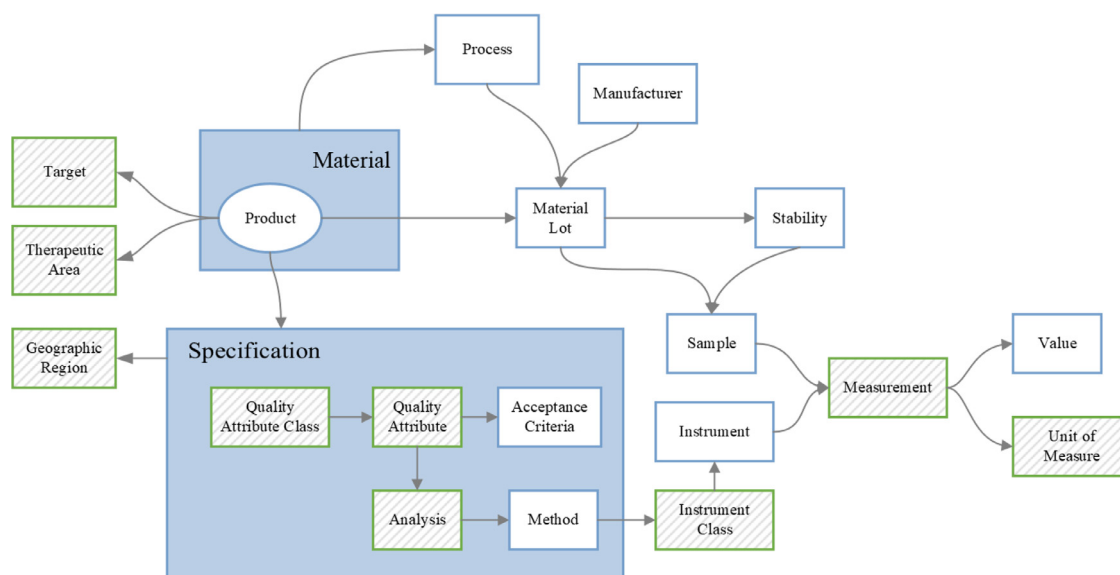 Process
Manufacturer
Material
Target
Product
Material
Lot
Stability
Therapeutic
Area
Geographic
Region
Specification
Sample
Value
Measurement
Quality
Attribute Class
Quality
Attribute
Acceptance
Criteria
Instrument
Unit of
Measure
Analysis
Method
Instrument
Class